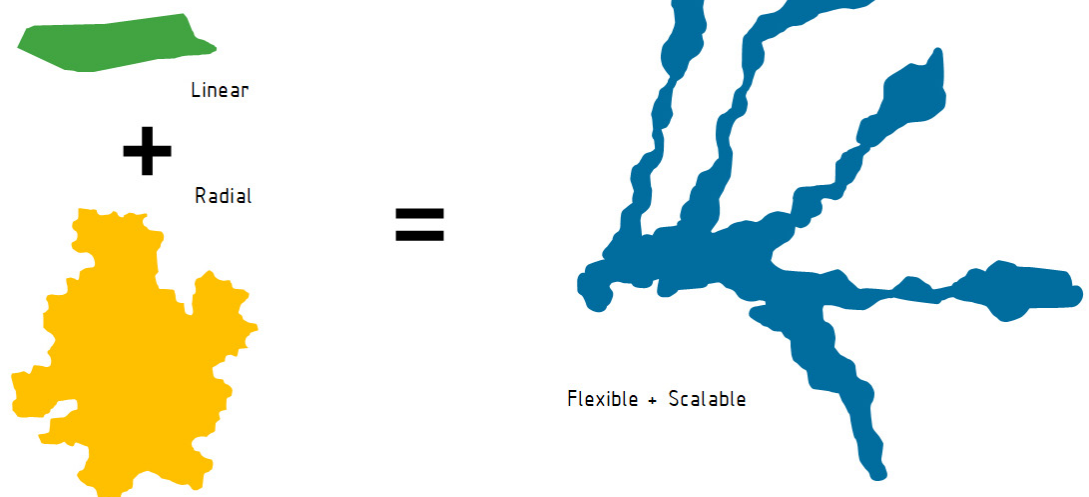 Linear
+
Radial
=
Flexible + Scalable